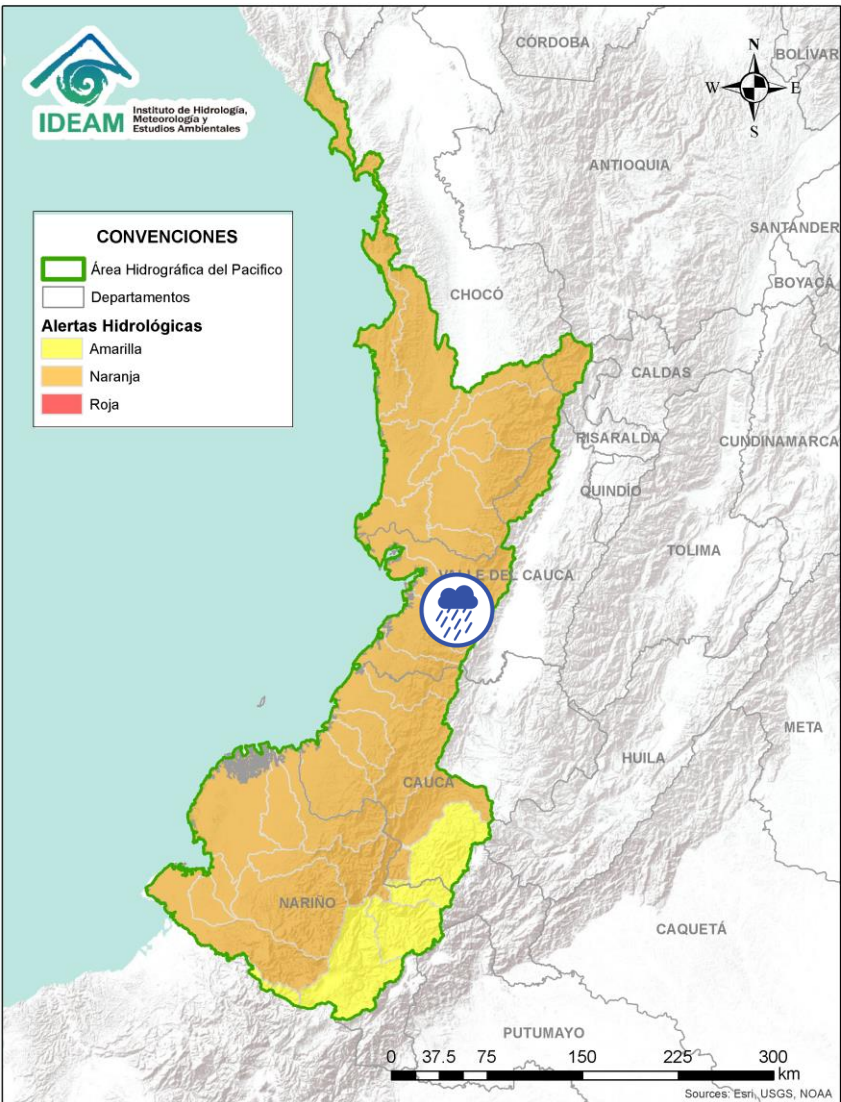 IDEAM
Instituto de Hidrología,
Meteorología y
Estudios Ambientales
CÓRDOBA
BOLIVAR
N
W
E
S
ANTIOQUIA
SANTANDER
BOYACÁ
CONVENCIONES
Área Hidrográfica del Pacifico
Departamentos
Alertas Hidrológicas
Amarilla
Naranja
Roja
CHOCÓ
CALDAS
RISARALDA
CUNDINAMARCA
QUINDÍO
TOLIMA
VALLE DEL CAUCA
META
HUILA
CAUCA
NARIÑO
CAQUETÁ
PUTUMAYO
0 37.5 75 150 225 300
km
Sources: Esri, USGS, NOAA